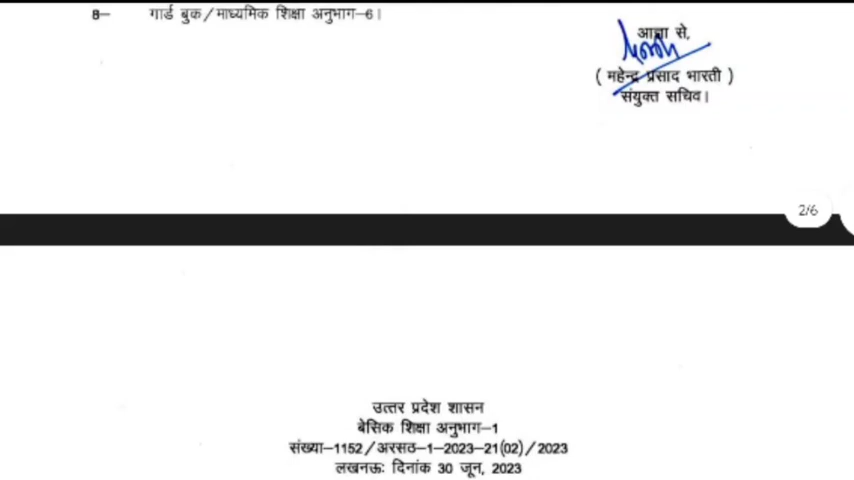 8— गार्ड बुक/माध्यमिक शिक्षा अनुभाग-6।
आज्ञा से,
( महेन्द्र प्रसाद भारती )
संयुक्त सचिव।
2/6
उत्तर प्रदेश शासन
बेसिक शिक्षा अनुभाग-1
संख्या-1152/अरसठ-1-2023-21(02)/2023
लखनऊः दिनांक 30 जून, 2023